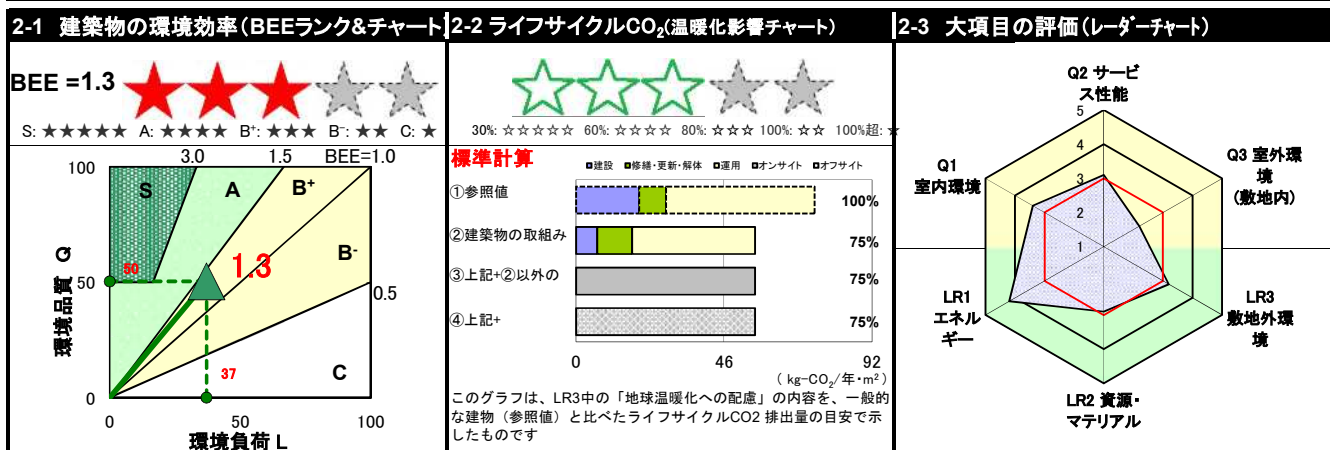 2-1 建築物の環境効率(BEEランク&チャート)
BEE =1.3
S: ★★★★★ A: ★★★★ B⁺: ★★★ B⁻: ★★ C: ★
3.0 1.5 BEE=1.0
100
S A B⁺
B⁻
50
50
1.3
0.5
37
C
0
0 50 100
環境品質 Q
環境負荷 L
2-2 ライフサイクルCO₂(温暖化影響チャート)
30%: ☆☆☆☆☆ 60%: ☆☆☆☆ 80%: ☆☆☆ 100%: ☆☆ 100%超: ☆
標準計算
■建設 ■修繕・更新・解体 ■運用 ■オンサイト ■オフサイト
①参照値 100%
②建築物の取組み 75%
③上記+②以外の 75%
④上記+ 75%
0 46 92
( kg-CO₂/年・m²)
このグラフは、LR3中の「地球温暖化への配慮」の内容を、一般的
な建物(参照値)と比べたライフサイクルCO2 排出量の目安で示
したものです
2-3 大項目の評価(レーダーチャート)
Q2 サービ
ス性能
5
4
3
2
1
Q1
室内環境
Q3 室外環
境
(敷地内)
LR1
エネル
ギー
LR3
敷地外環
境
LR2 資源・
マテリアル